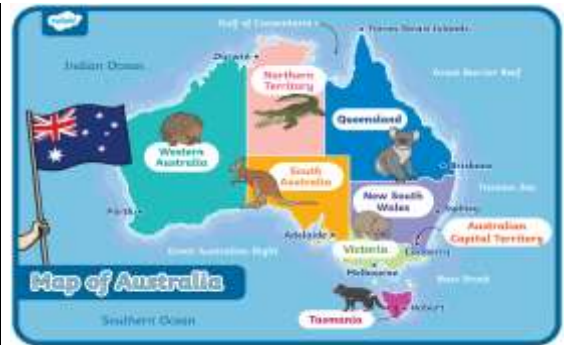 Gulf of Carpentaria
Torres Strait Islands
Darwin
Indian Ocean
Northern
Territory
Great Barrier Reef
Queensland
Western
Australia
South
Australia
Brisbane
New South
Wales
Tasman Sea
Perth
Sydney
Adelaide
Australian
Capital Territory
Great Australian Bight
Victoria
Canberra
Melbourne
Map of Australia
Bass Strait
Hobart
Southern Ocean
Tasmania